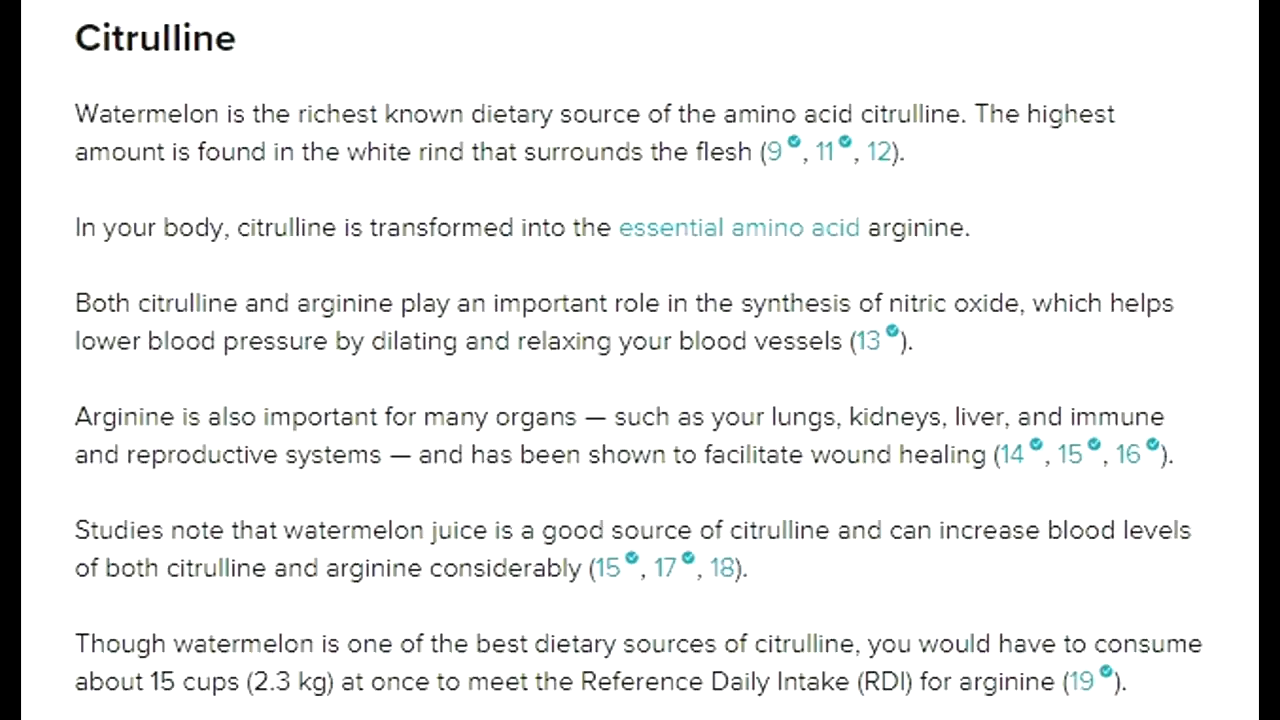 Citrulline
Watermelon is the richest known dietary source of the amino acid citrulline. The highest
amount is found in the white rind that surrounds the flesh (9, 11, 12).
In your body, citrulline is transformed into the essential amino acid arginine.
Both citrulline and arginine play an important role in the synthesis of nitric oxide, which helps
lower blood pressure by dilating and relaxing your blood vessels (13).
Arginine is also important for many organs — such as your lungs, kidneys, liver, and immune
and reproductive systems — and has been shown to facilitate wound healing (14, 15, 16).
Studies note that watermelon juice is a good source of citrulline and can increase blood levels
of both citrulline and arginine considerably (15, 17, 18).
Though watermelon is one of the best dietary sources of citrulline, you would have to consume
about 15 cups (2.3 kg) at once to meet the Reference Daily Intake (RDI) for arginine (19).